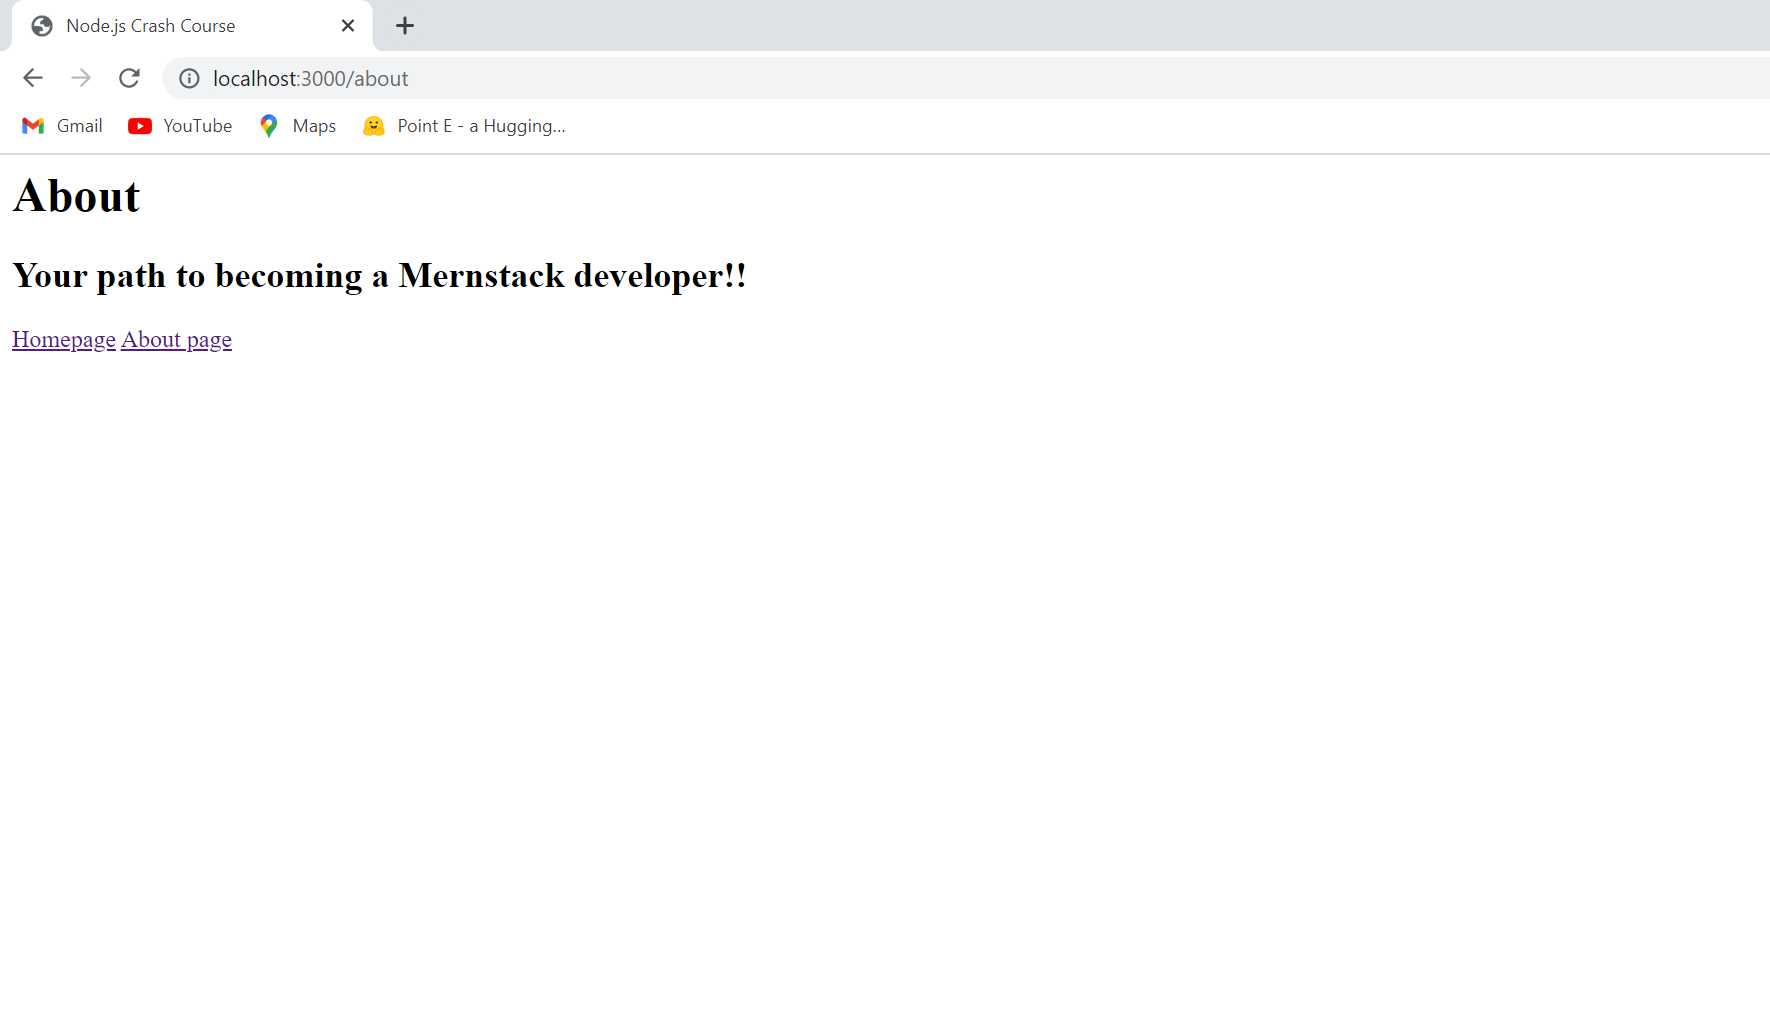 Node.js Crash Course
localhost:3000/about
Gmail YouTube Maps Point E - a Hugging...
About
Your path to becoming a Mernstack developer!!
Homepage About page